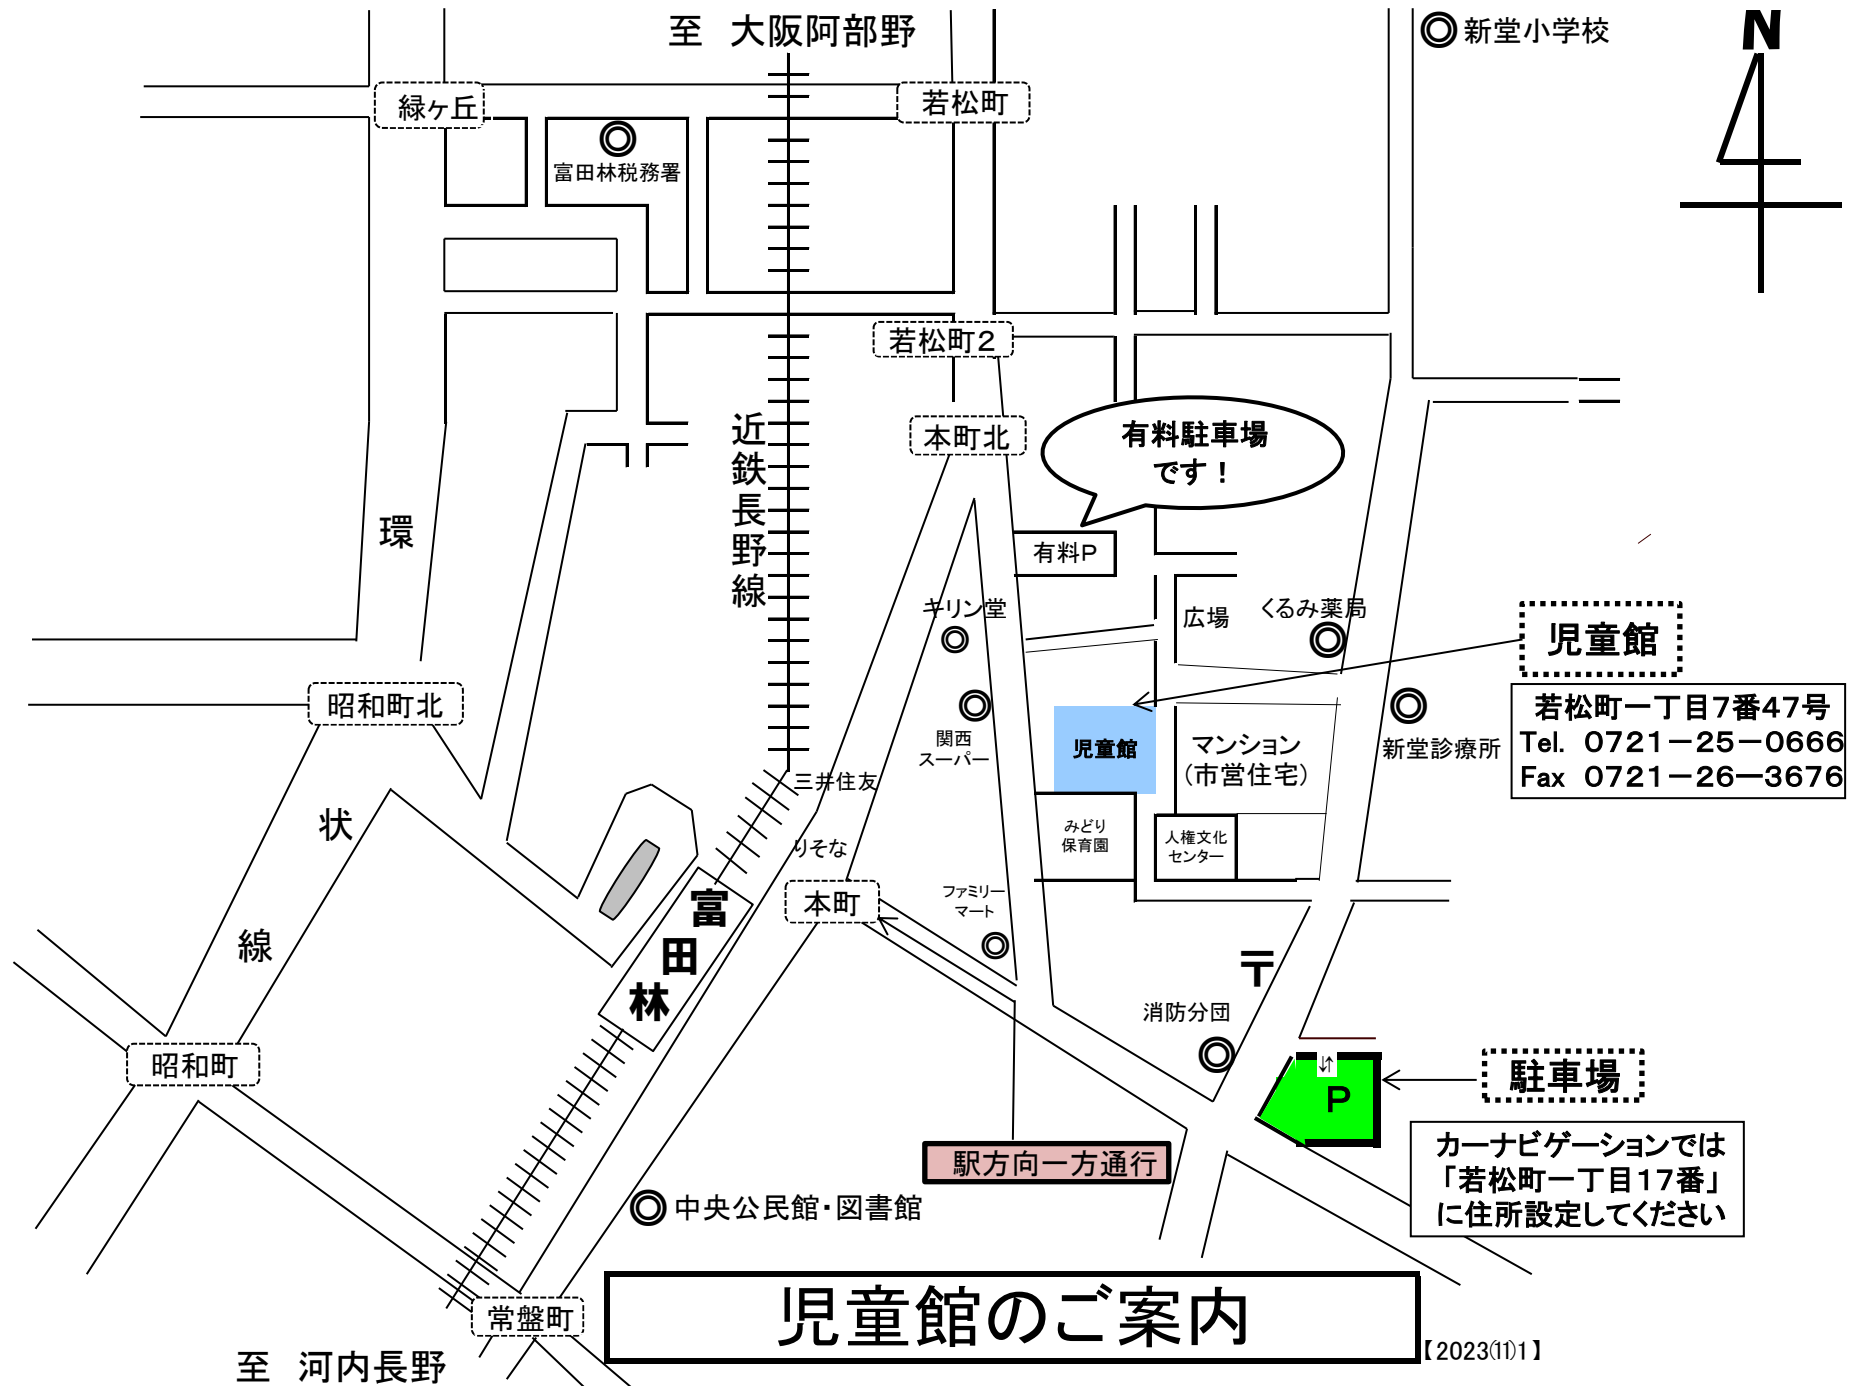 至　大阪阿部野
新堂小学校
N
緑ヶ丘
若松町
富田林税務署
若松町２
近鉄長野線
本町北
有料駐車場
です！
環
有料P
キリン堂
広場
くるみ薬局
児童館
昭和町北
若松町一丁目7番47号
Tel. 0721－25－0666
Fax 0721－26－3676
関西
スーパー
児童館
マンション
(市営住宅)
新堂診療所
三井住友
状
りそな
みどり
保育園
人権文化
センター
富田林
本町
ファミリー
マート
線
〒
消防分団
昭和町
⇵
P
駐車場
カーナビゲーションでは
「若松町一丁目17番」
に住所設定してください
駅方向一方通行
中央公民館・図書館
児童館のご案内
常盤町
【2023⑾1】
至　河内長野